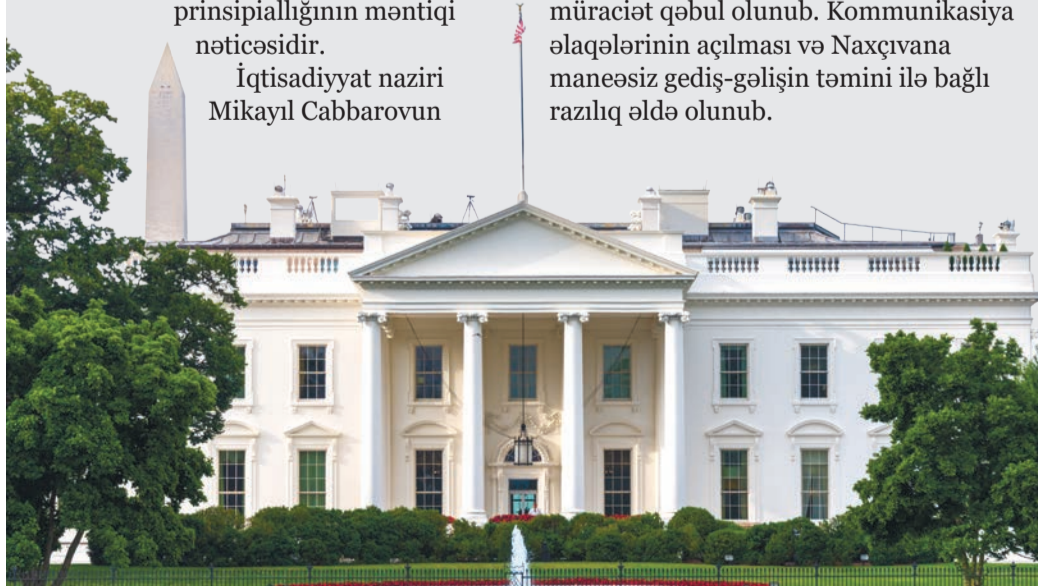 prinsipiallığının məntiqi
nəticəsidir.
İqtisadiyyat naziri
Mikayıl Cabbarovun
müraciət qəbul olunub. Kommunikasiya
əlaqələrinin açılması və Naxçıvana
maneəsiz gediş-gəlişin təmini ilə bağlı
razılıq əldə olunub.